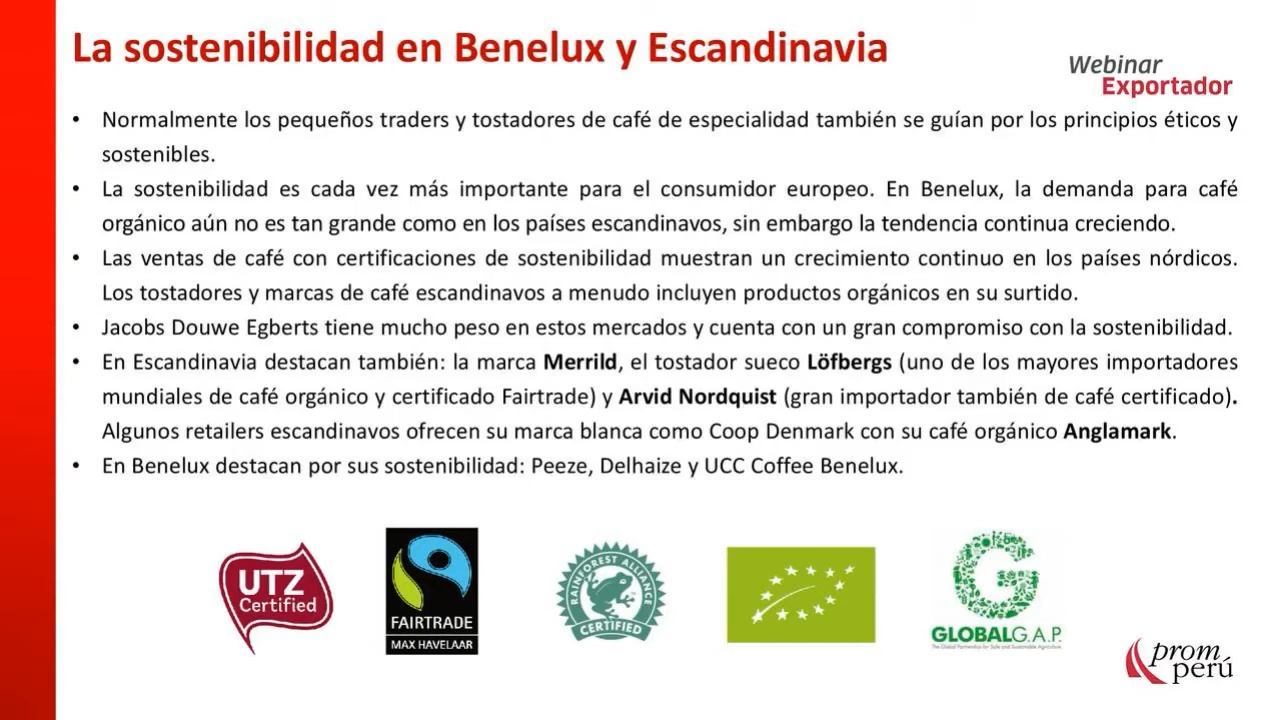 La sostenibilidad en Benelux y Escandinavia
Webinar
Exportador
• Normalmente los pequeños traders y tostadores de café de especialidad también se guían por los principios éticos y
sostenibles.
• La sostenibilidad es cada vez más importante para el consumidor europeo. En Benelux, la demanda para café
orgánico aún no es tan grande como en los países escandinavos, sin embargo la tendencia continua creciendo.
• Las ventas de café con certificaciones de sostenibilidad muestran un crecimiento continuo en los países nórdicos.
Los tostadores y marcas de café escandinavos a menudo incluyen productos orgánicos en su surtido.
• Jacobs Douwe Egberts tiene mucho peso en estos mercados y cuenta con un gran compromiso con la sostenibilidad.
• En Escandinavia destacan también: la marca Merrild, el tostador sueco Löfbergs (uno de los mayores importadores
mundiales de café orgánico y certificado Fairtrade) y Arvid Nordquist (gran importador también de café certificado).
Algunos retailers escandinavos ofrecen su marca blanca como Coop Denmark con su café orgánico Anglamark.
• En Benelux destacan por sus sostenibilidad: Peeze, Delhaize y UCC Coffee Benelux.
UTZ
Certified
FAIRTRADE
MAX HAVELAAR
RAINFOREST ALLIANCE
CERTIFIED
GLOBALG.A.P.
The Global Partnership for Safe and Sustainable Agriculture
prom
perú